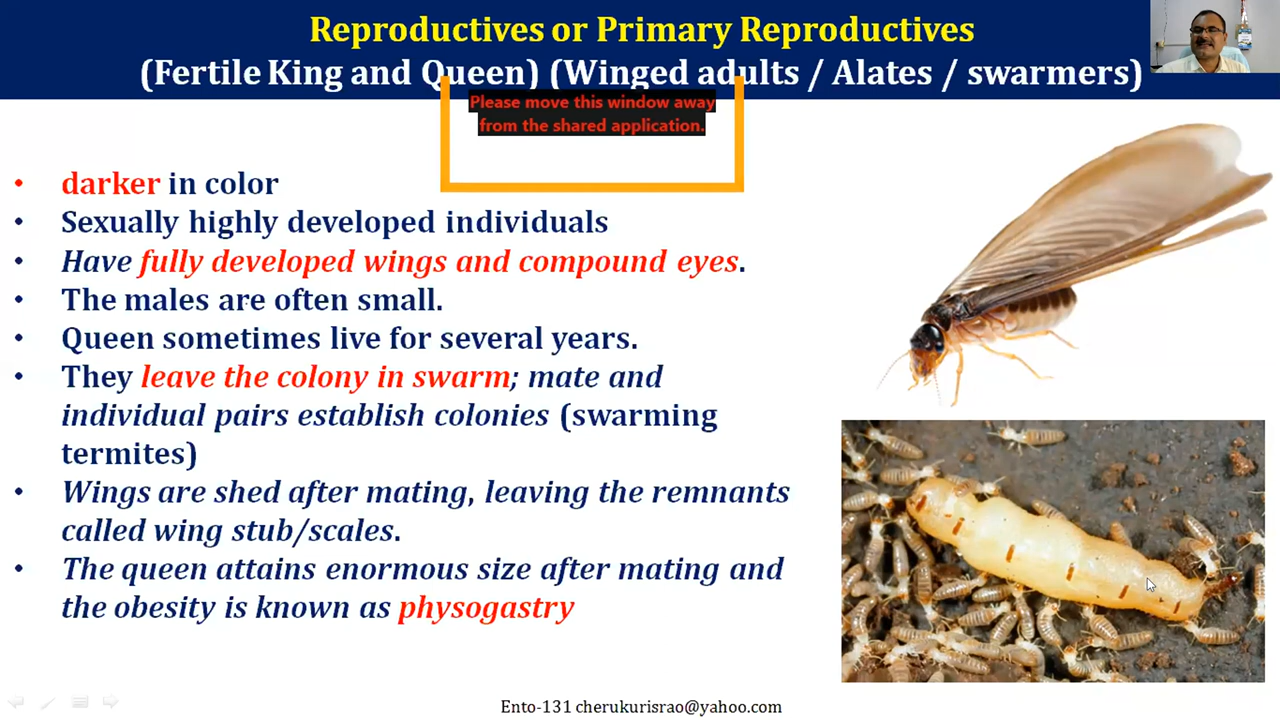 Reproductives or Primary Reproductives
(Fertile King and Queen) (Winged adults / Alates / swarmers)
Please move this window away
from the shared application.
• darker in color
• Sexually highly developed individuals
• Have fully developed wings and compound eyes.
• The males are often small.
• Queen sometimes live for several years.
• They leave the colony in swarm; mate and
individual pairs establish colonies (swarming
termites)
• Wings are shed after mating, leaving the remnants
called wing stub/scales.
• The queen attains enormous size after mating and
the obesity is known as physogastry
Ento-131 cherukurisrao@yahoo.com